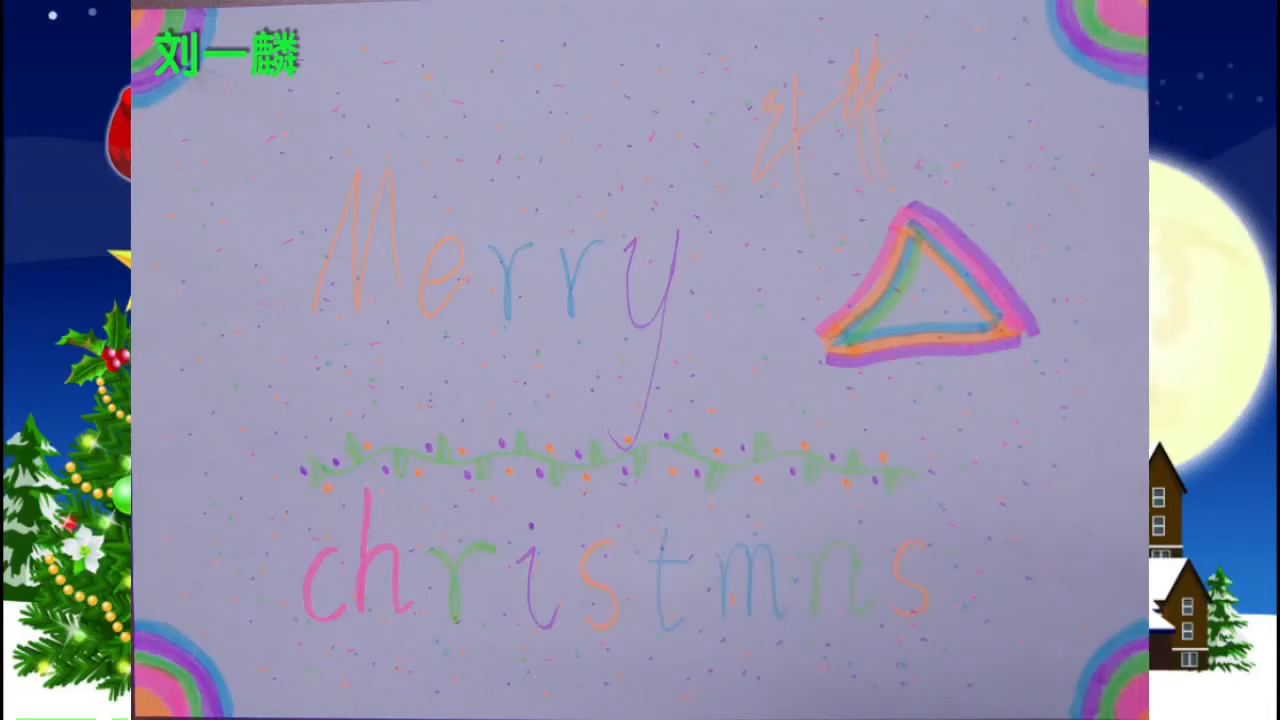 刘一麟
Merry
christmns